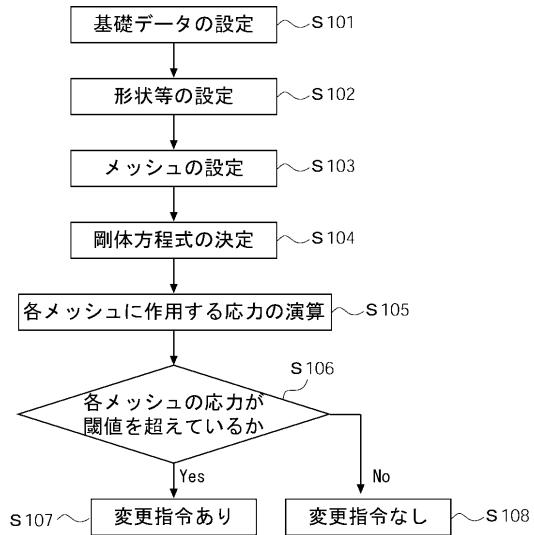 基礎データの設定 S101
形状等の設定 S102
メッシュの設定 S103
剛体方程式の決定 S104
各メッシュに作用する応力の演算 S105
S106
各メッシュの応力が
閾値を超えているか
Yes
No
S107 変更指令あり
変更指令なし S108